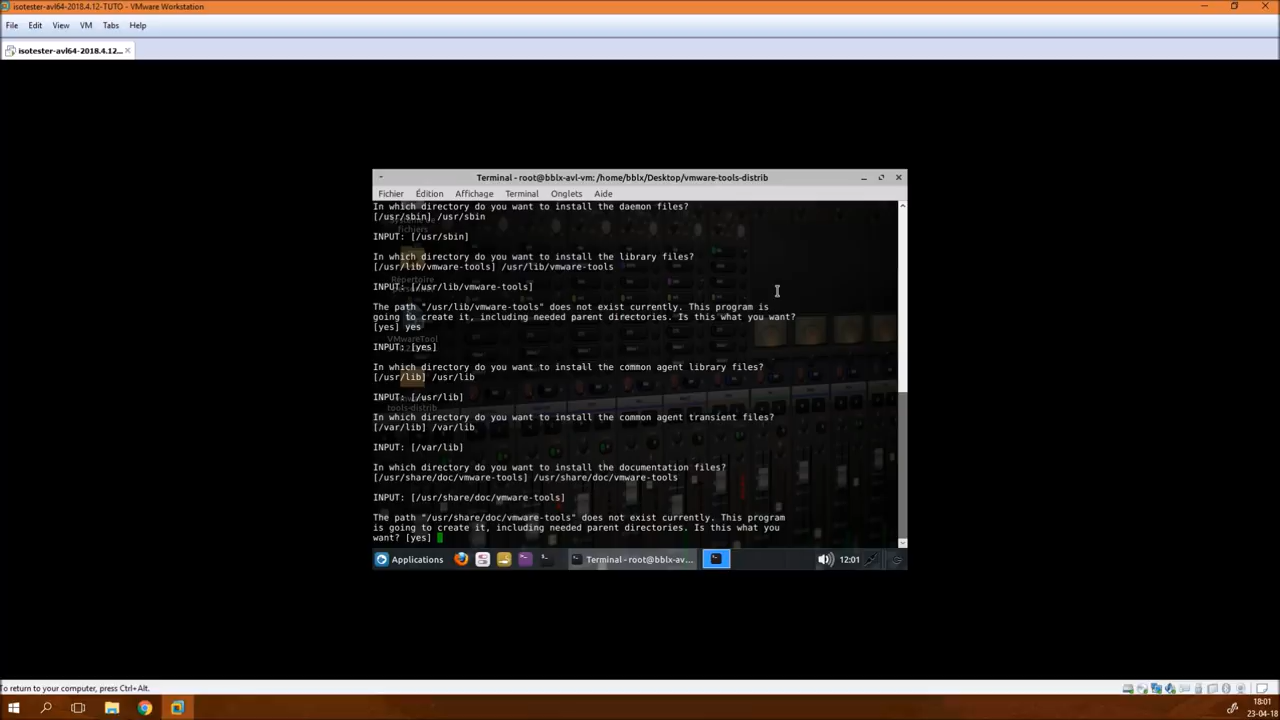 isotester-avl64-2018.4.12-TUTO - VMware Workstation
File Edit View VM Tabs Help
isotester-avl64-2018.4.12...
Terminal - root@bblx-avl-vm: /home/bblx/Desktop/vmware-tools-distrib
Fichier Édition Affichage Terminal Onglets Aide
In which directory do you want to install the daemon files?
[/usr/sbin] /usr/sbin
fichiers
INPUT: [/usr/sbin]
In which directory do you want to install the library files?
[/usr/lib/vmware-tools] /usr/lib/vmware-tools
Répertoire
INPUT: [/usr/lib/vmware-tools]
The path "/usr/lib/vmware-tools" does not exist currently. This program is
going to create it, including needed parent directories. Is this what you want?
[yes] yes
VMwareTool
INPUT: [yes]
In which directory do you want to install the common agent library files?
[/usr/lib] /usr/lib
INPUT: [/usr/lib]
tools-distrib
In which directory do you want to install the common agent transient files?
[/var/lib] /var/lib
INPUT: [/var/lib]
In which directory do you want to install the documentation files?
[/usr/share/doc/vmware-tools] /usr/share/doc/vmware-tools
INPUT: [/usr/share/doc/vmware-tools]
The path "/usr/share/doc/vmware-tools" does not exist currently. This program
is going to create it, including needed parent directories. Is this what you
want? [yes]
Applications Terminal - root@bblx-av... 12:01
To return to your computer, press Ctrl+Alt.
18:01
23-04-18